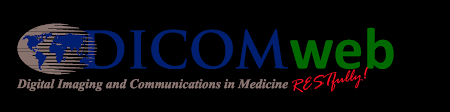 DICOMweb
Digital Imaging and Communications in Medicine RESTfully!